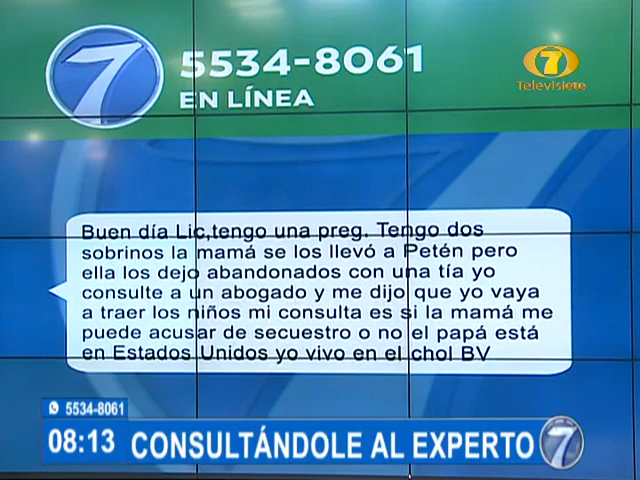 7
5534-8061
EN LÍNEA
7
Televisiete
Buen día Lic,tengo una preg. Tengo dos
sobrinos la mamá se los llevó a Petén pero
ella los dejo abandonados con una tía yo
consulte a un abogado y me dijo que yo vaya
a traer los niños mi consulta es si la mamá me
puede acusar de secuestro o no el papá está
en Estados Unidos yo vivo en el chol BV
5534-8061
08:13 CONSULTÁNDOLE AL EXPERTO 7